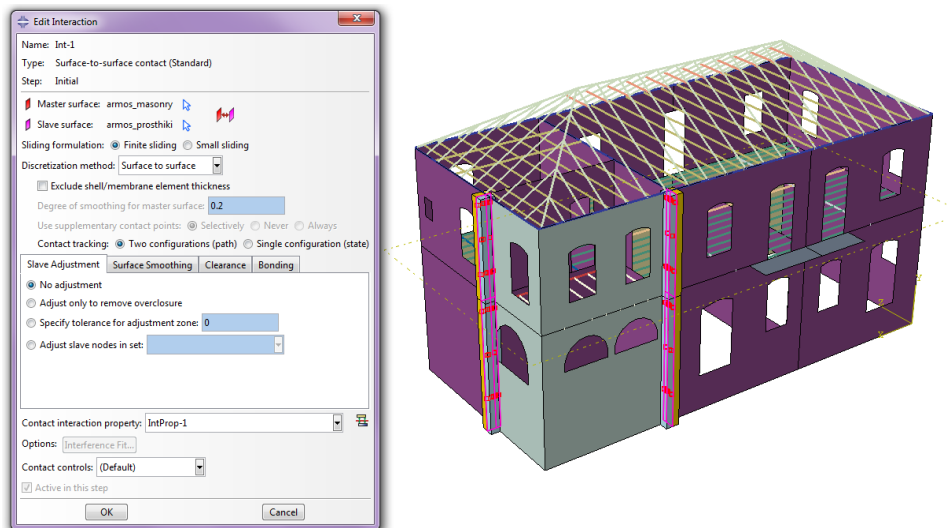 Edit Interaction
Name: Int-1
Type: Surface-to-surface contact (Standard)
Step: Initial
Master surface: armos_masonry
Slave surface: armos_prosthiki
Sliding formulation: Finite sliding Small sliding
Discretization method: Surface to surface
Exclude shell/membrane element thickness
Degree of smoothing for master surface: 0.2
Use supplementary contact points: Selectively Never Always
Contact tracking: Two configurations (path) Single configuration (state)
Slave Adjustment Surface Smoothing Clearance Bonding
No adjustment
Adjust only to remove overclosure
Specify tolerance for adjustment zone: 0
Adjust slave nodes in set:
Contact interaction property: IntProp-1
Options: Interference Fit...
Contact controls: (Default)
Active in this step
OK Cancel